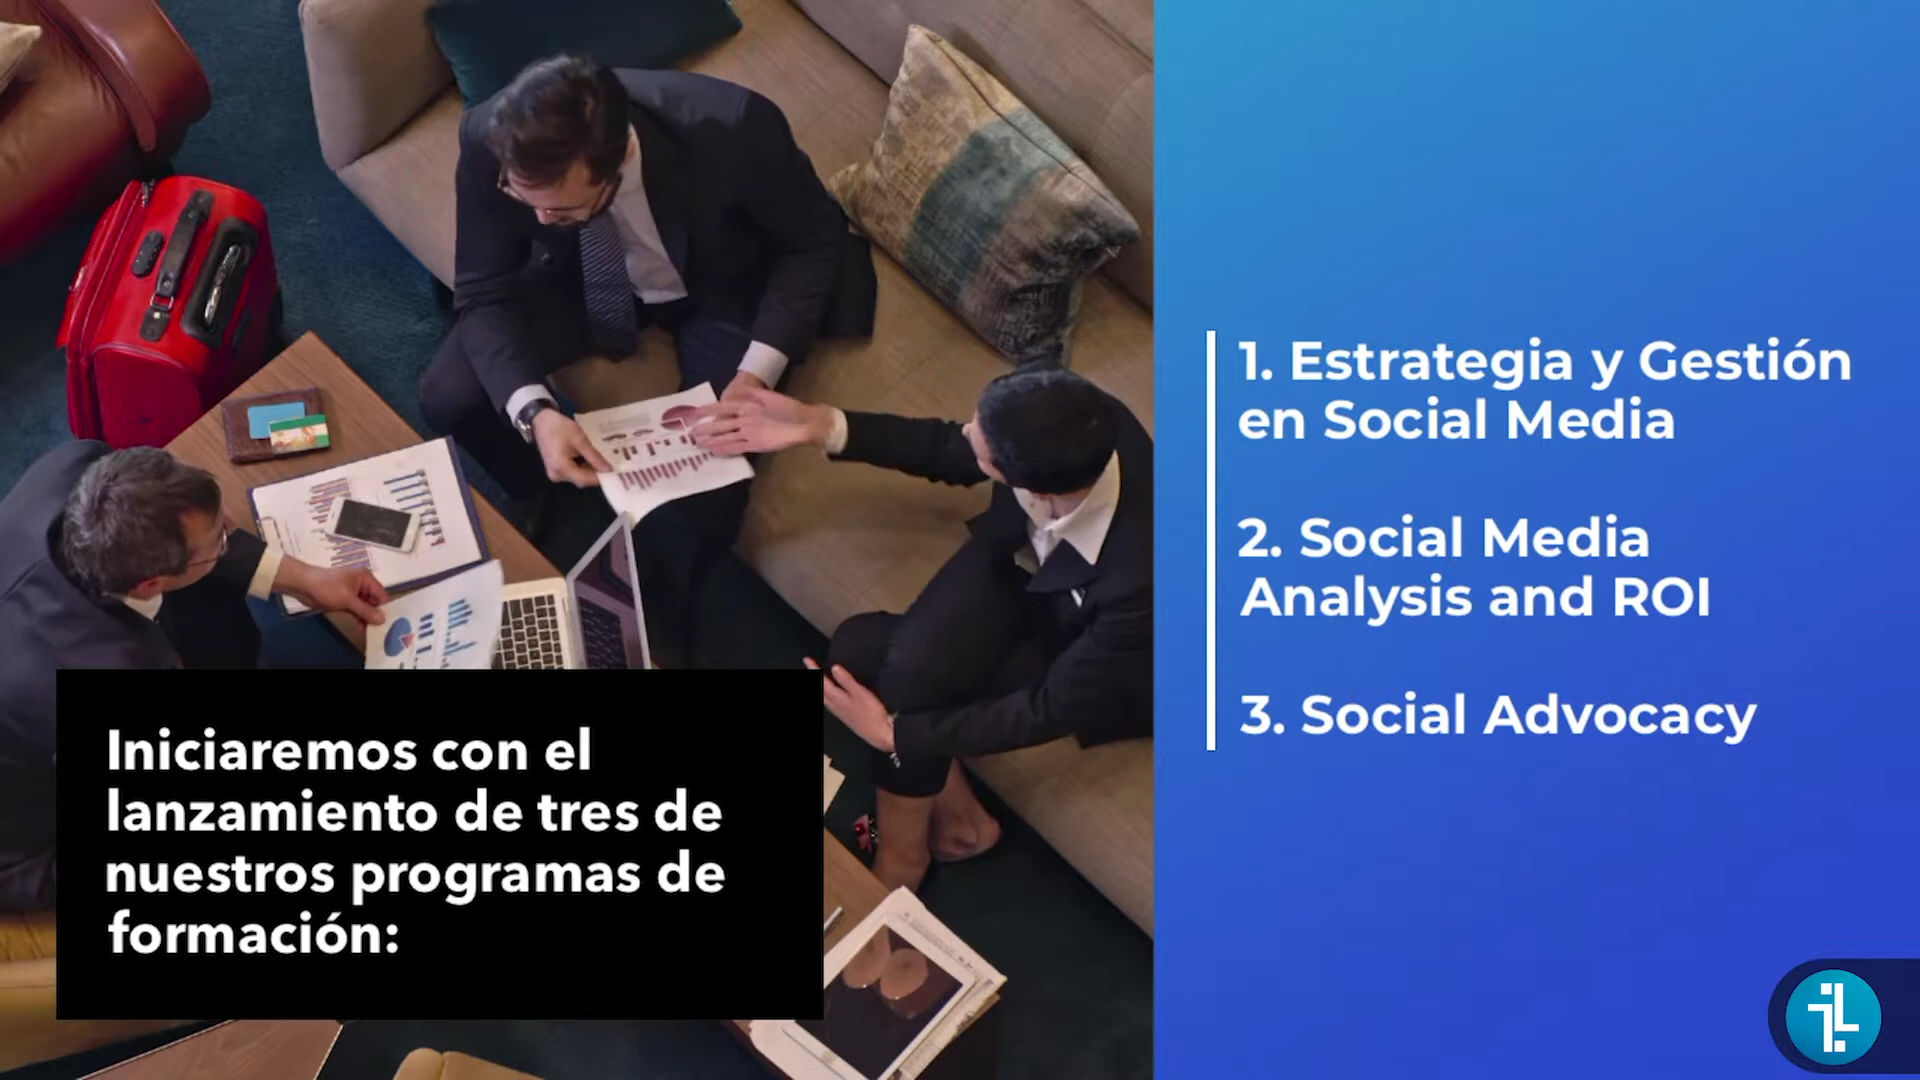 Iniciaremos con el
lanzamiento de tres de
nuestros programas de
formación:
1. Estrategia y Gestión
en Social Media
2. Social Media
Analysis and ROI
3. Social Advocacy